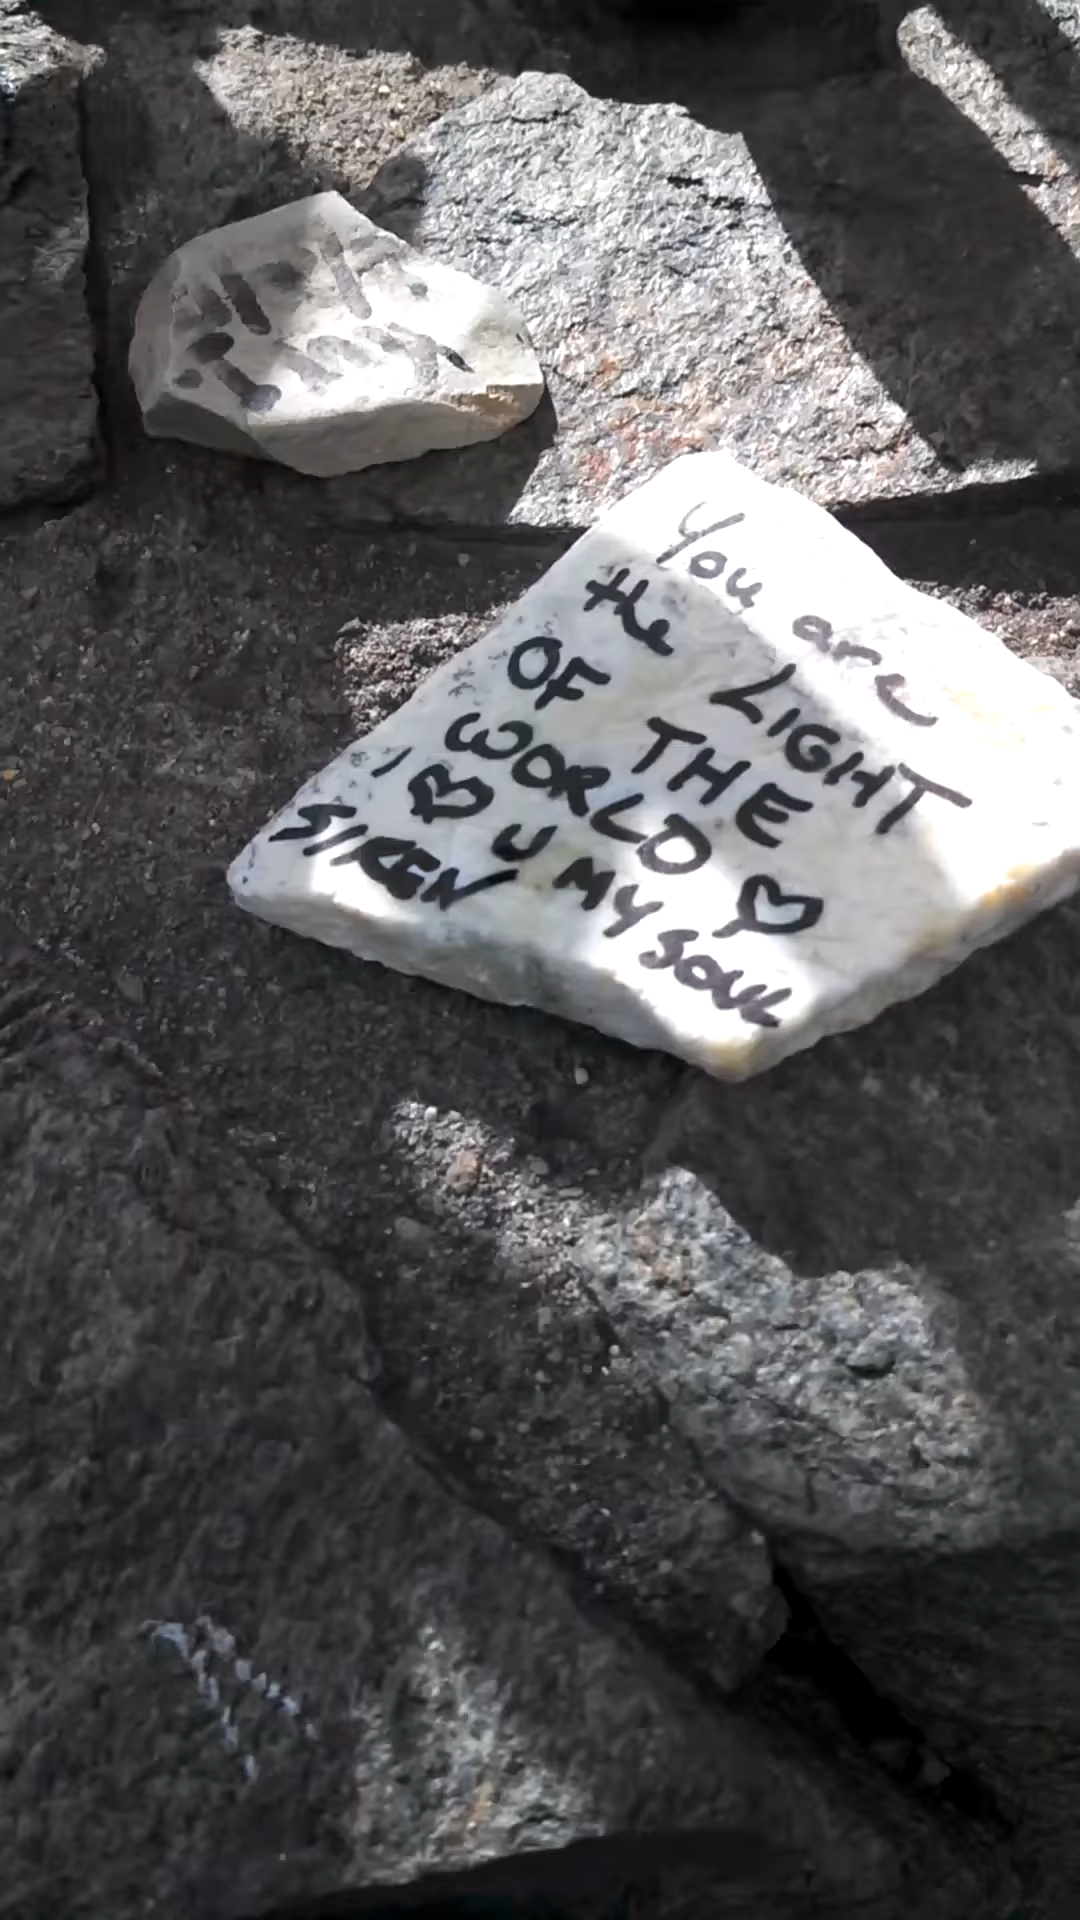 You are
the LIGHT
OF THE
WORLD ♡
I ♡ U MY SOUL
SIREN